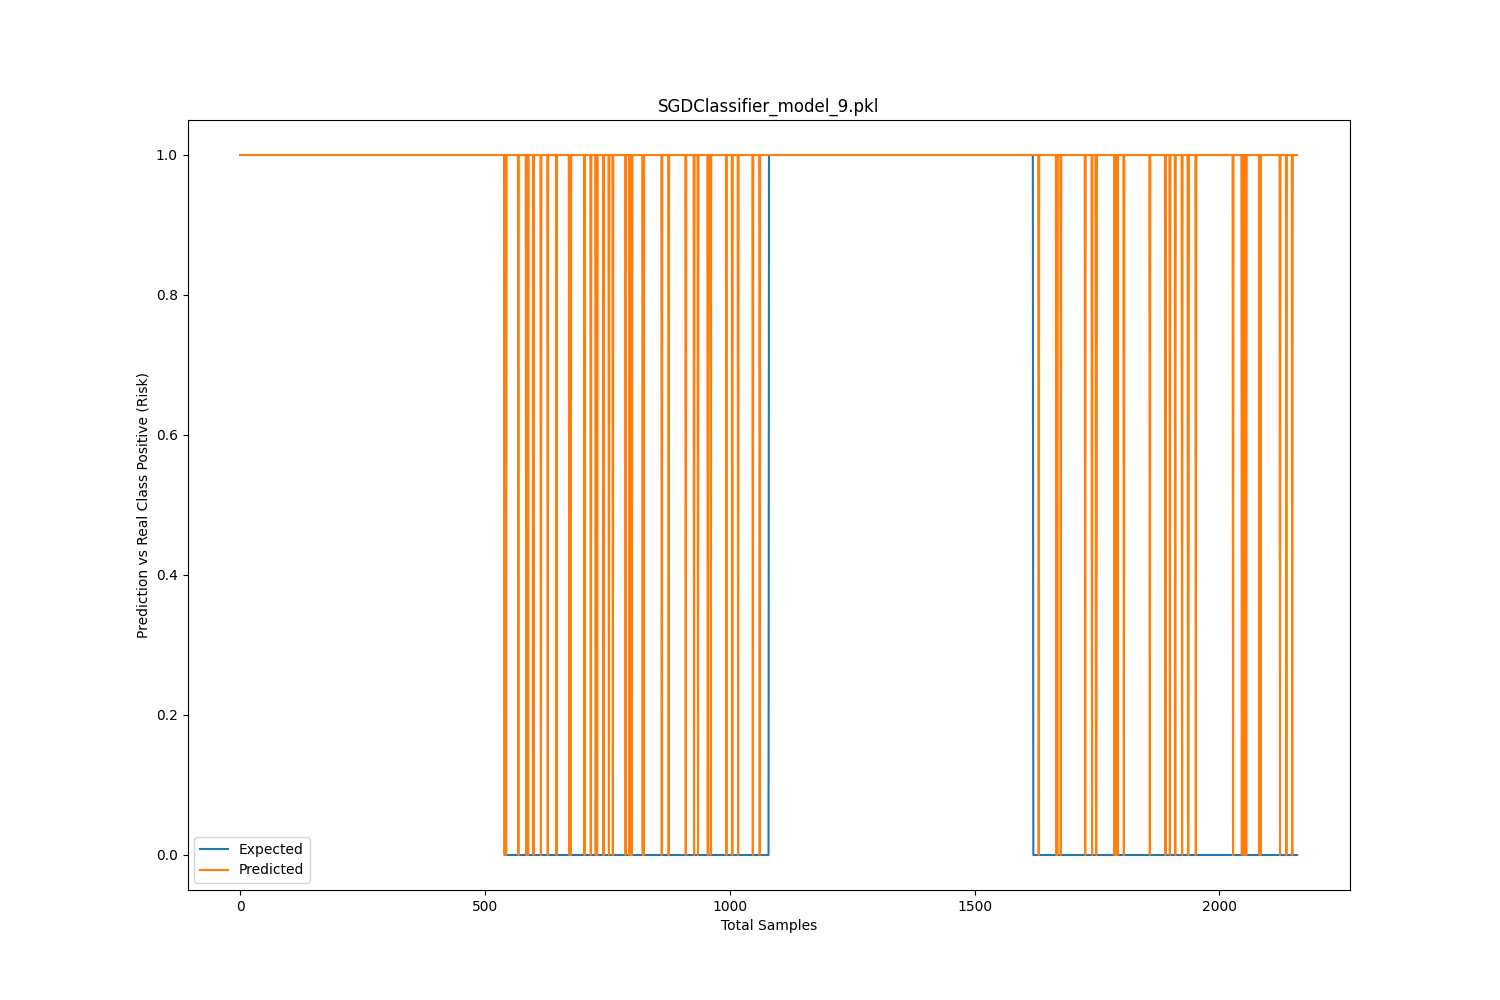 SGDClassifier_model_9.pkl
Prediction vs Real Class Positive (Risk)
1.0
0.8
0.6
0.4
0.2
0.0
Expected
Predicted
0
500
1000
1500
2000
Total Samples